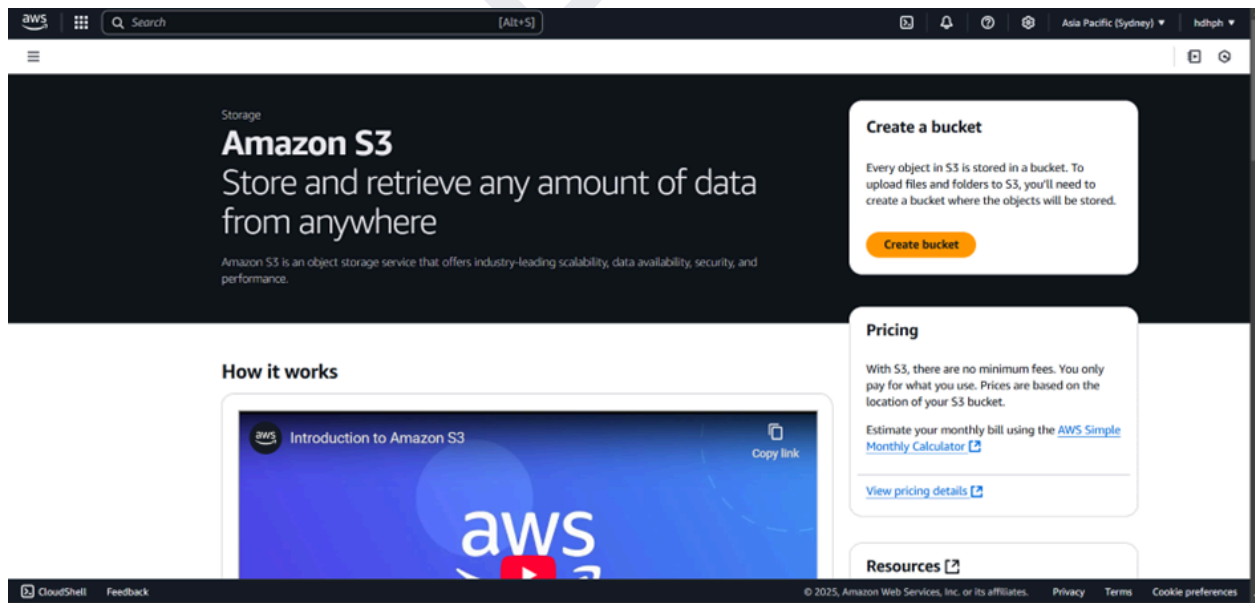 aws
Search
[Alt+S]
Asia Pacific (Sydney)
hdhph
Storage
Amazon S3
Store and retrieve any amount of data
from anywhere
Amazon S3 is an object storage service that offers industry-leading scalability, data availability, security, and
performance.
Create a bucket
Every object in S3 is stored in a bucket. To
upload files and folders to S3, you'll need to
create a bucket where the objects will be stored.
Create bucket
Pricing
With S3, there are no minimum fees. You only
pay for what you use. Prices are based on the
location of your S3 bucket.
Estimate your monthly bill using the AWS Simple
Monthly Calculator
View pricing details
Resources
How it works
aws
Introduction to Amazon S3
Copy link
aws
CloudShell
Feedback
© 2025, Amazon Web Services, Inc. or its affiliates.
Privacy
Terms
Cookie preferences